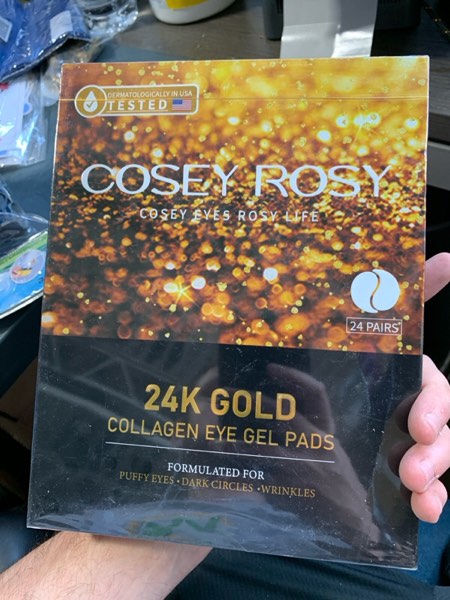 DERMATOLOGICALLY IN USA
TESTED
COSEY ROSY
COSEY EYES ROSY LIFE
24 PAIRS
24K GOLD
COLLAGEN EYE GEL PADS
FORMULATED FOR
PUFFY EYES • DARK CIRCLES • WRINKLES